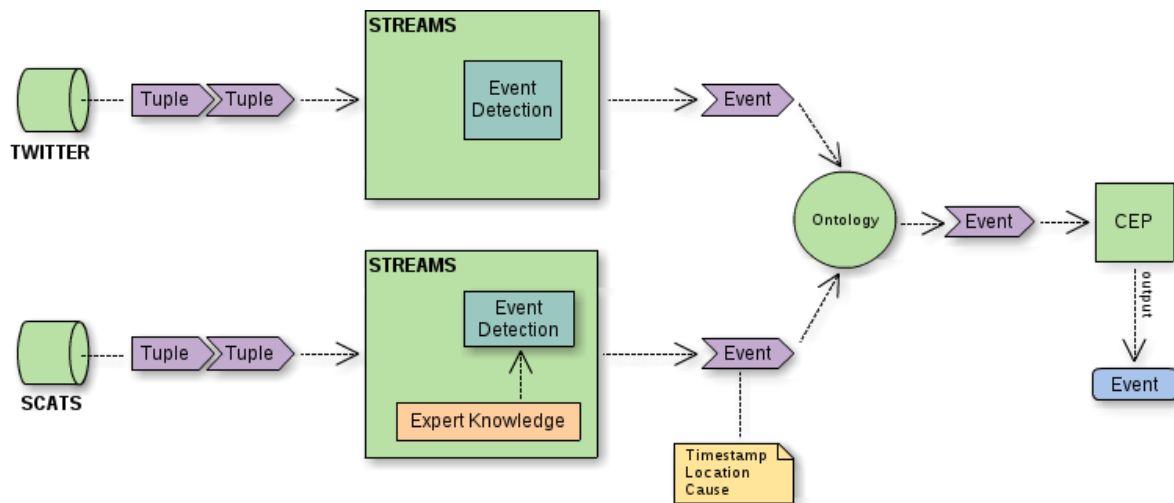 STREAMS
Event
Detection
TWITTER
Tuple
Tuple
Event
Ontology
Event
CEP
output
Event
STREAMS
Event
Detection
Expert Knowledge
SCATS
Tuple
Tuple
Event
Timestamp
Location
Cause